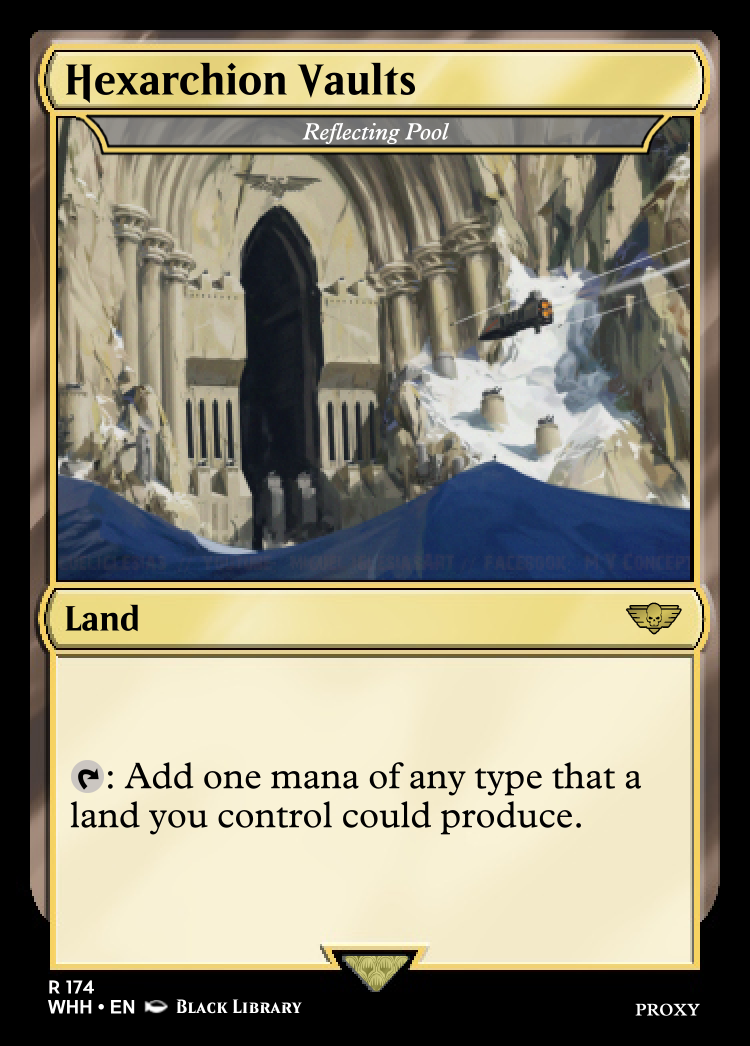 Hexarchion Vaults
Reflecting Pool
Land
: Add one mana of any type that a
land you control could produce.
R 174
WHH • EN BLACK LIBRARY
PROXY